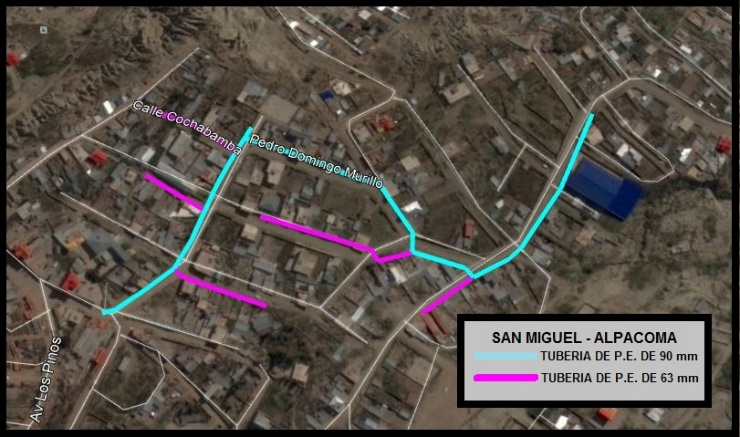 Calle Cochabamba
Pedro Domingo Murillo
Av Los Pinos
SAN MIGUEL - ALPACOMA
TUBERIA DE P.E. DE 90 mm
TUBERIA DE P.E. DE 63 mm